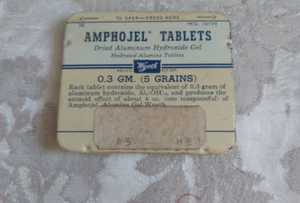 TO OPEN — PRESS HERE
AMPHOJEL® TABLETS
Dried Aluminum Hydroxide Gel
Hydrated Alumina Tablets
Wyeth
0.3 GM. (5 GRAINS)
Each tablet contains the equivalent of 0.3 gram of
aluminum hydroxide, Al(OH)₃, and produces the
antacid effect of about 4 cc. (one teaspoonful) of
Amphojel, Alumina Gel Wyeth.